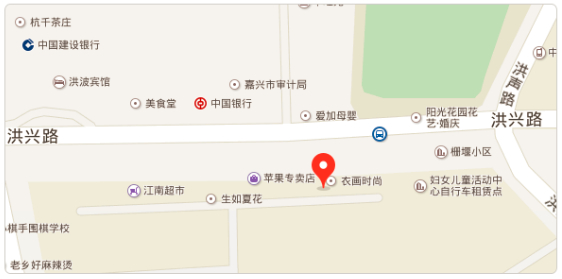 杭千茶庄
中国建设银行
洪波宾馆
嘉兴市审计局
美食堂
中国银行
爱加母婴
阳光花园花
艺·婚庆
洪兴路
洪兴路
洪声路
中
栅堰小区
苹果专卖店
衣画时尚
妇女儿童活动中
心自行车租赁点
江南超市
生如夏花
棋手围棋学校
老乡好麻辣烫
洪